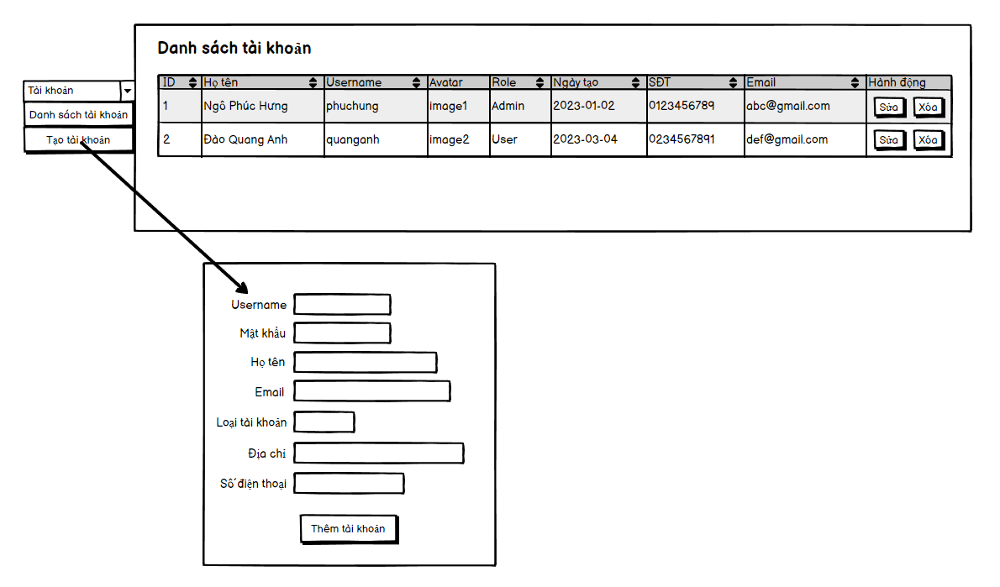 Danh sách tài khoản
Tài khoản
Danh sách tài khoản
Tạo tài khoản
ID Họ tên Username Avatar Role Ngày tạo SĐT Email Hành động
1 Ngô Phúc Hưng phuchung image1 Admin 2023-01-02 0123456789 abc@gmail.com Sửa Xóa
2 Đào Quang Anh quanganh image2 User 2023-03-04 0234567891 def@gmail.com Sửa Xóa
Username
Mật khẩu
Họ tên
Email
Loại tài khoản
Địa chỉ
Số điện thoại
Thêm tài khoản